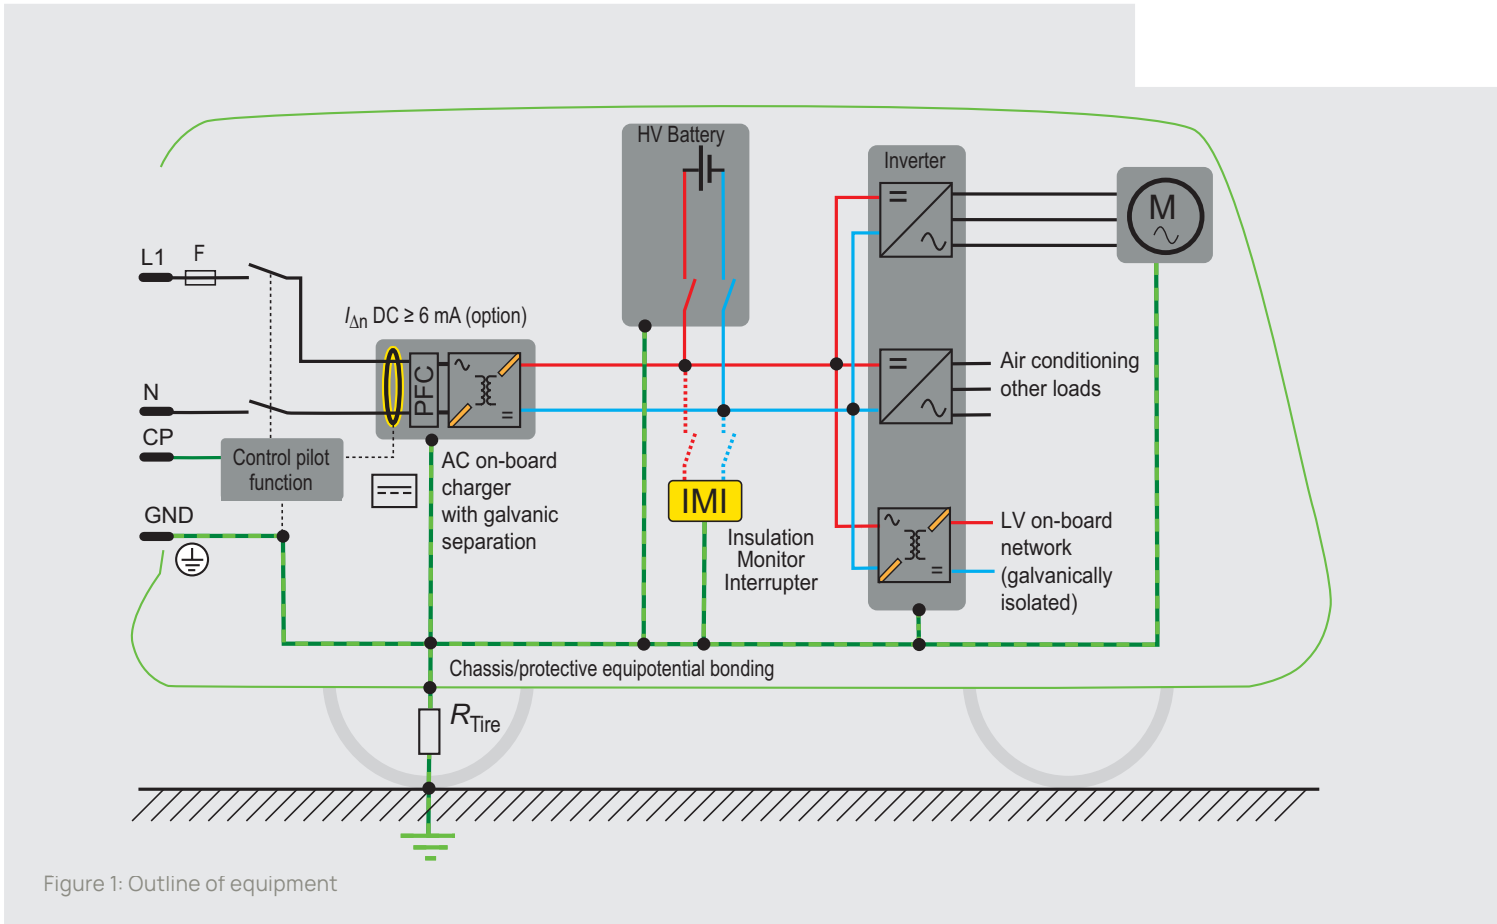 HV Battery
Inverter
M
L1
F
I∆n DC ≥ 6 mA (option)
PFC
Air conditioning
other loads
N
CP
Control pilot
function
AC on-board
charger
with galvanic
separation
IMI
Insulation
Monitor
Interrupter
LV on-board
network
(galvanically
isolated)
GND
Chassis/protective equipotential bonding
RTire
Figure 1: Outline of equipment